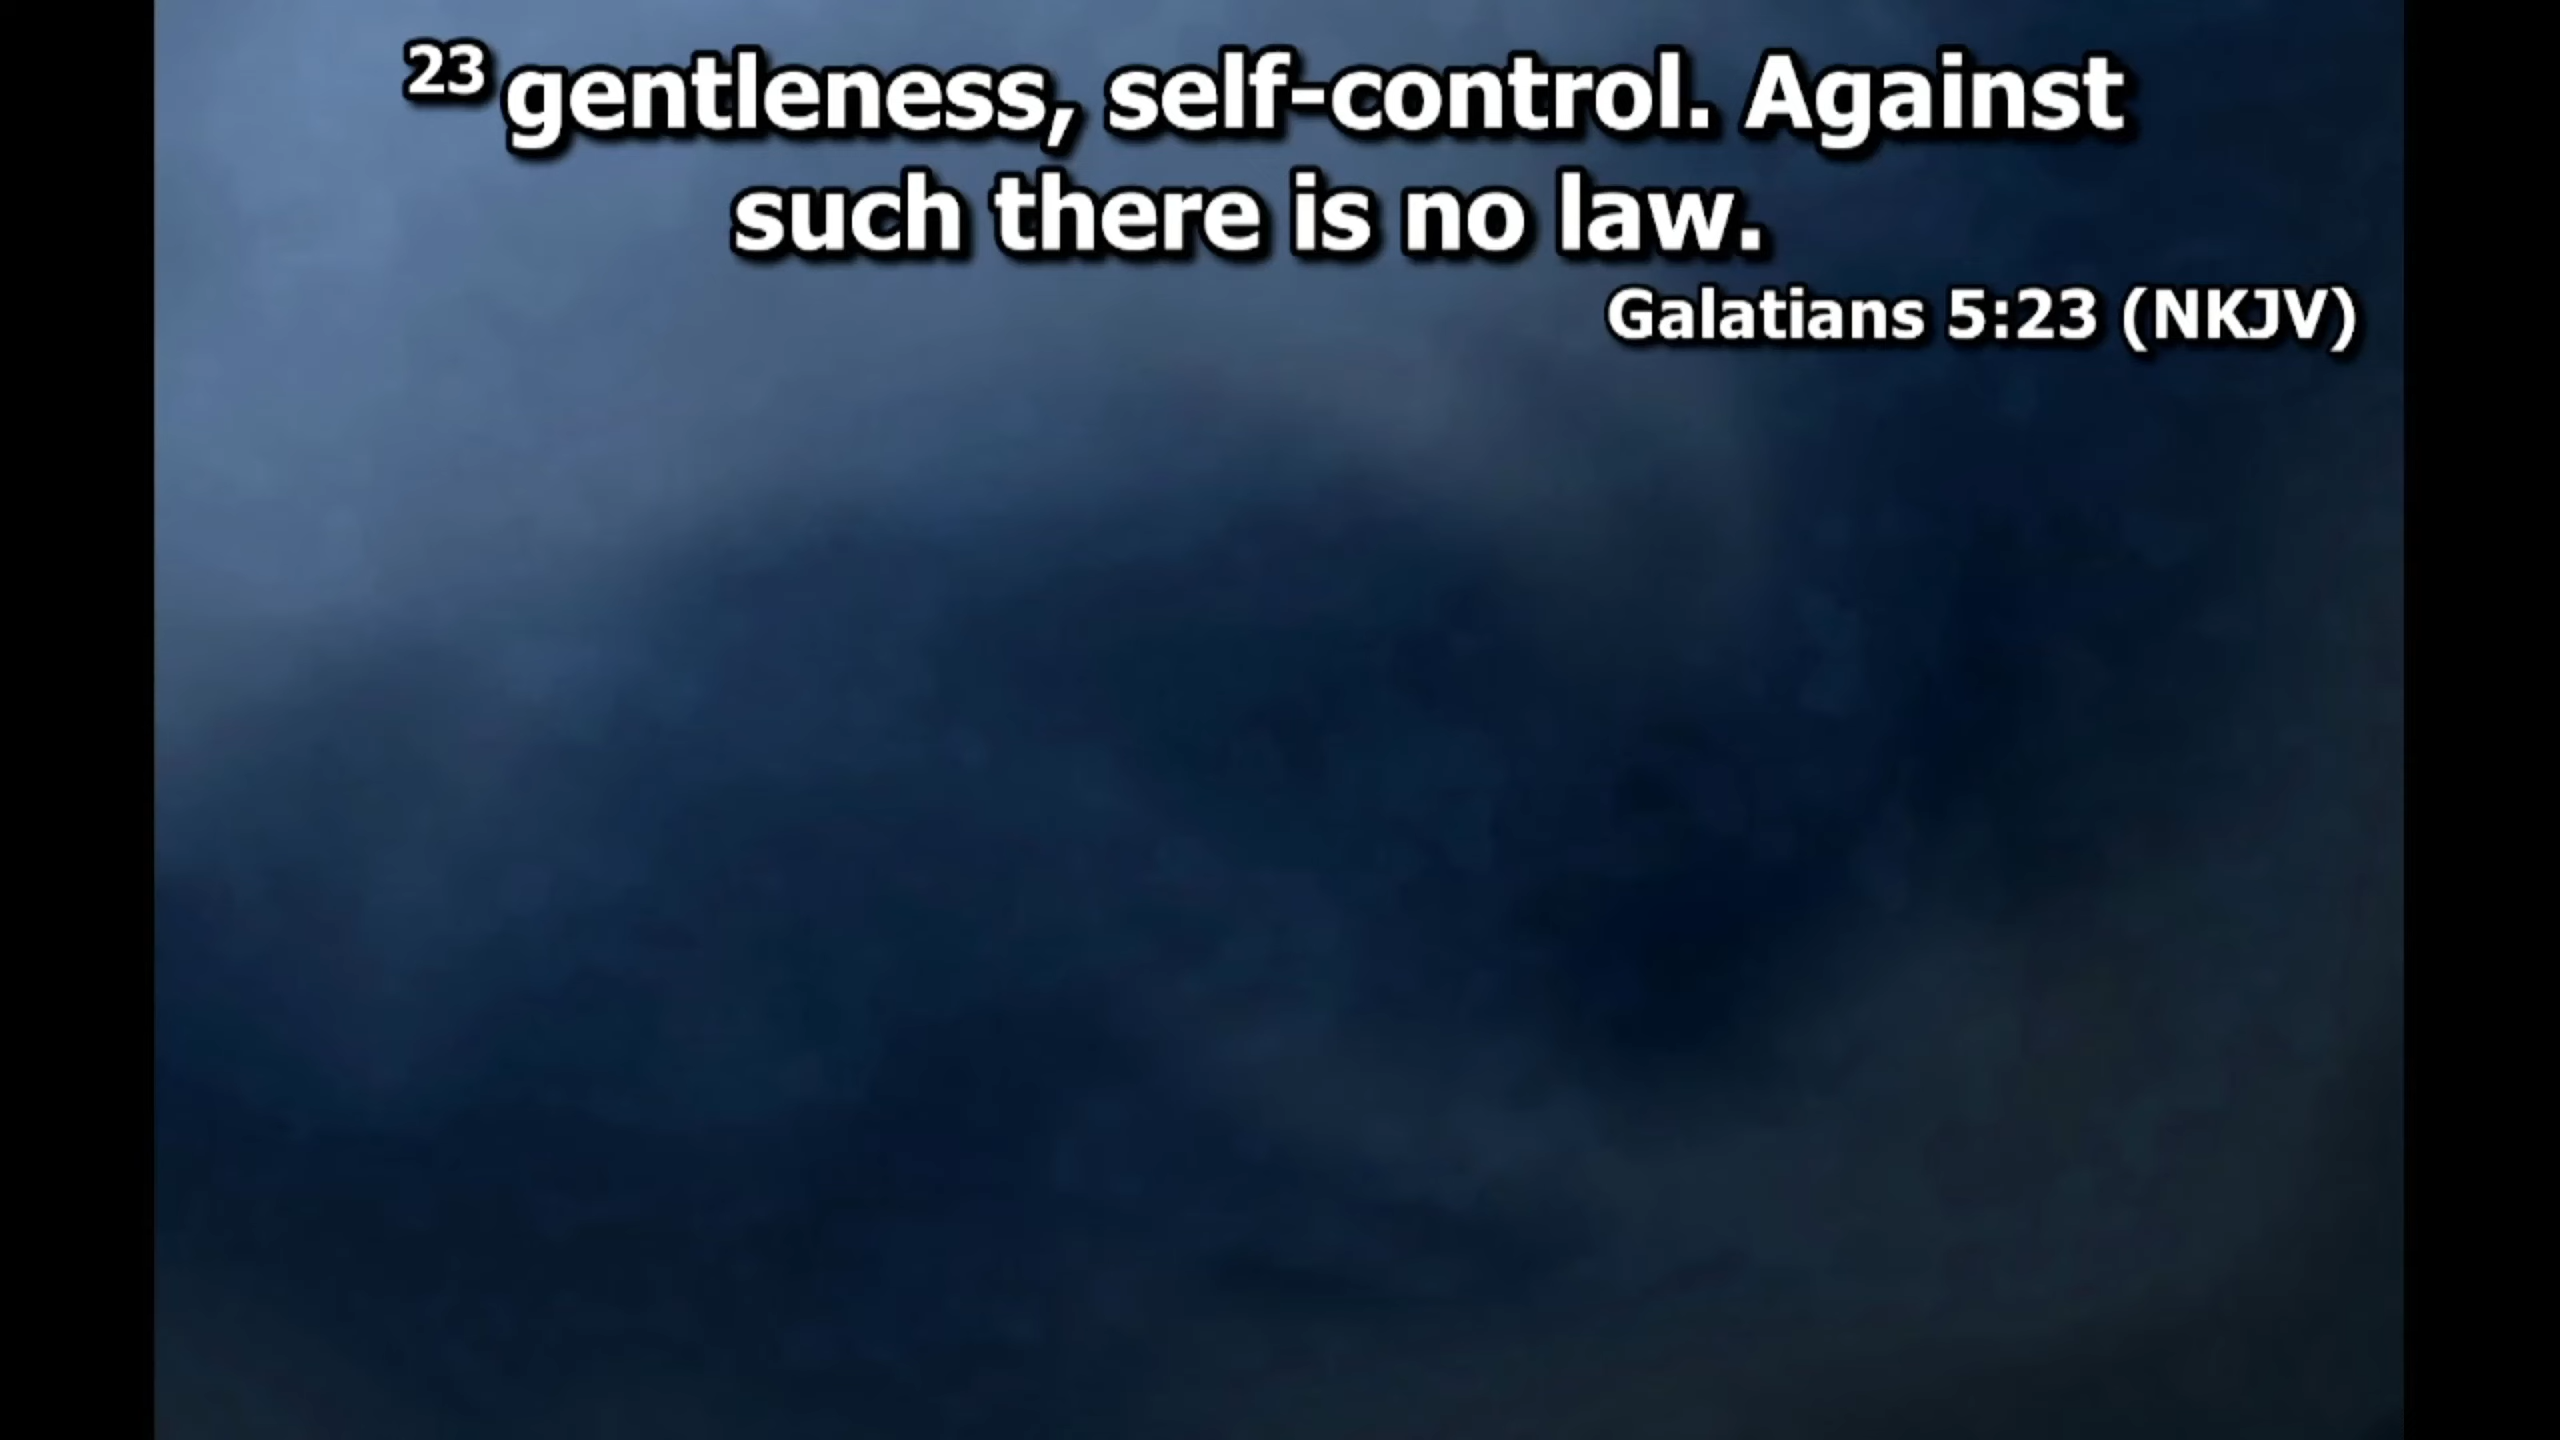 23 gentleness, self-control. Against
such there is no law.
Galatians 5:23 (NKJV)